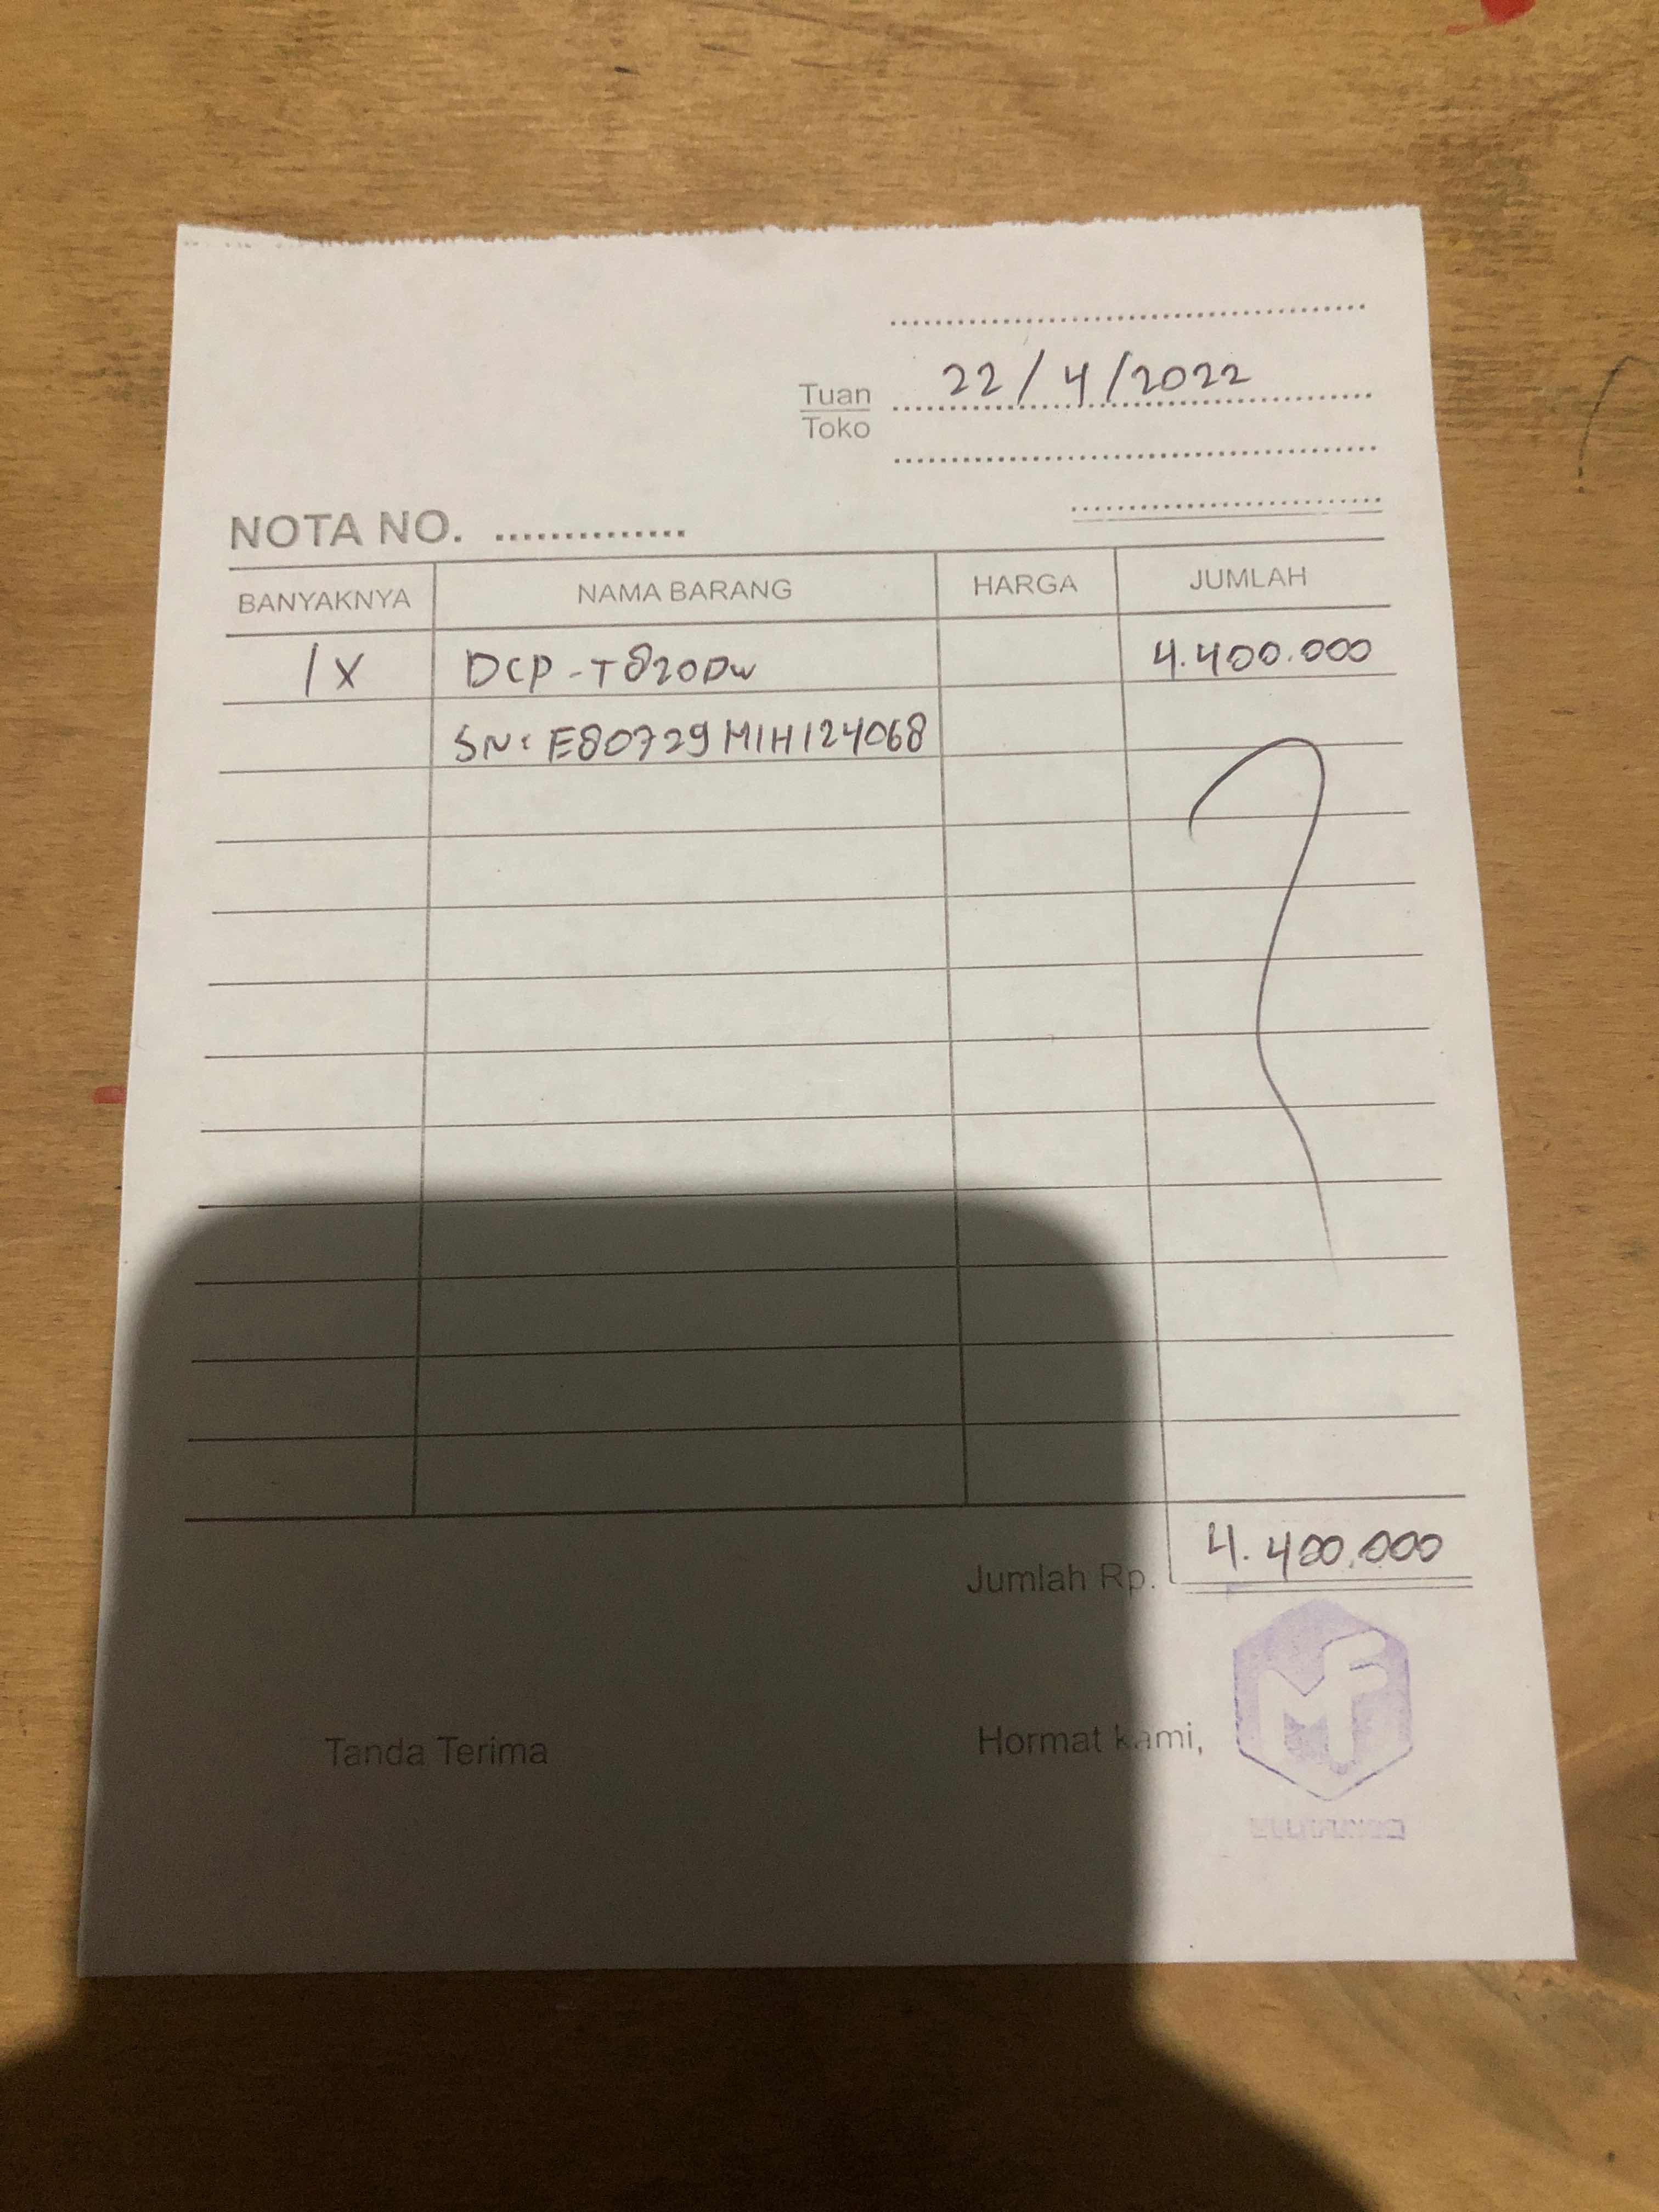 22/4/2022
Tuan
Toko
NOTA NO. ..............
BANYAKNYA NAMA BARANG HARGA JUMLAH
1X DCP-T820DW 4.400.000
SN: E80729M1H124068
Jumlah Rp. 4.400.000
Tanda Terima Hormat kami,
MF